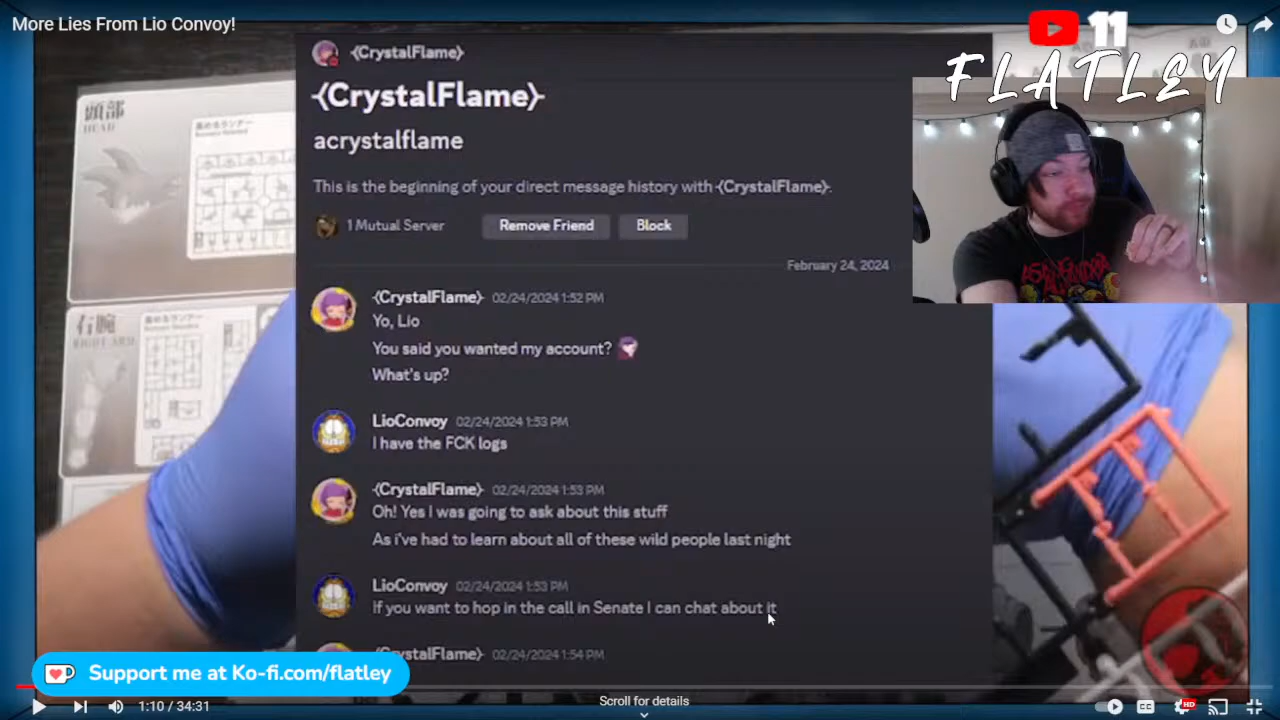 More Lies From Lio Convoy!
11
FLATLEY
{CrystalFlame}
{CrystalFlame}
acrystalflame
This is the beginning of your direct message history with {CrystalFlame}.
1 Mutual Server
Remove Friend
Block
February 24, 2024
{CrystalFlame} 02/24/2024 1:52 PM
Yo, Lio
You said you wanted my account?
What's up?
LioConvoy 02/24/2024 1:53 PM
I have the FCK logs
{CrystalFlame} 02/24/2024 1:53 PM
Oh! Yes I was going to ask about this stuff
As i've had to learn about all of these wild people last night
LioConvoy 02/24/2024 1:53 PM
If you want to hop in the call in Senate I can chat about it
{CrystalFlame} 02/24/2024 1:54 PM
頭部
HEAD
右腕
RIGHT ARM
Support me at Ko-fi.com/flatley
Scroll for details
1:10 / 34:31
CC
HD